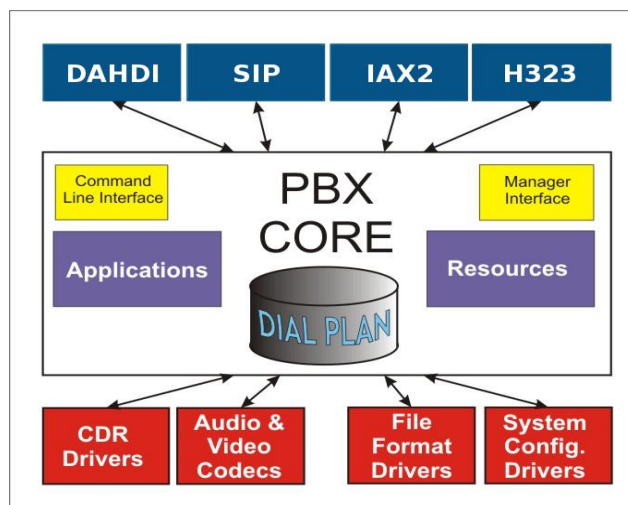 DAHDI
SIP
IAX2
H323
Command
Line Interface
PBX
CORE
Manager
Interface
Applications
Resources
DIAL PLAN
CDR
Drivers
Audio &
Video
Codecs
File
Format
Drivers
System
Config.
Drivers